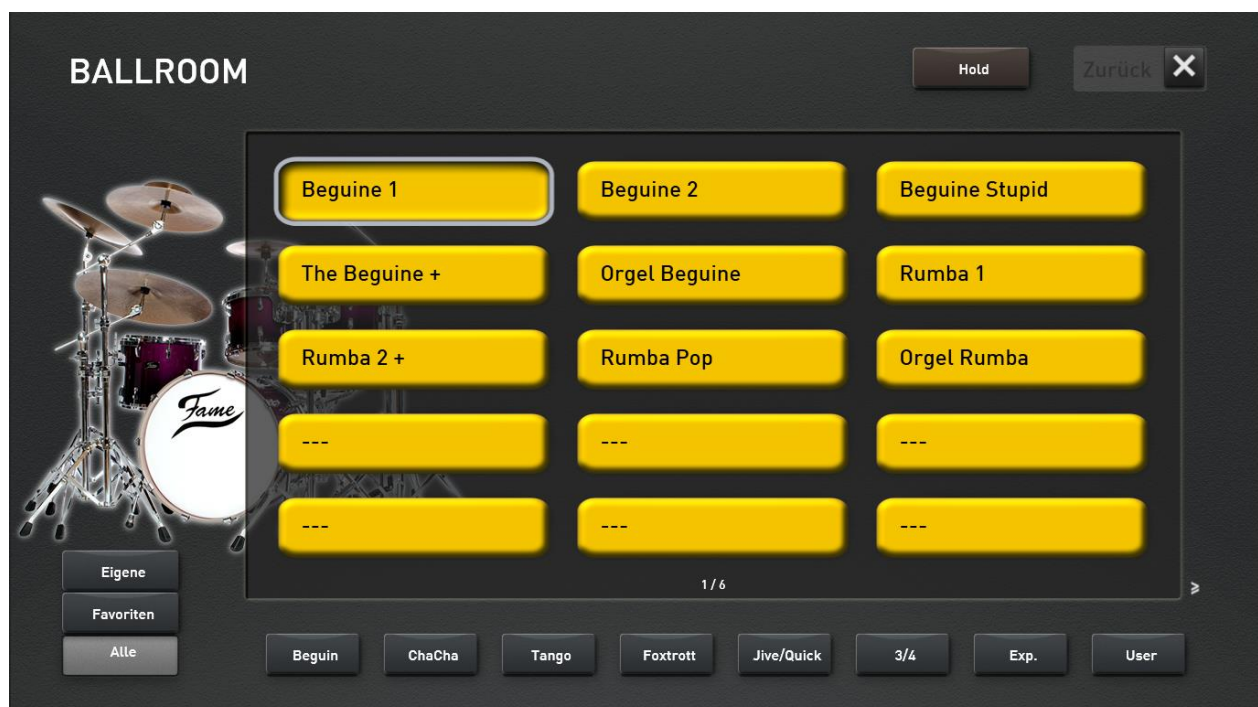 BALLROOM
Hold
Zurück
Beguine 1
Beguine 2
Beguine Stupid
The Beguine +
Orgel Beguine
Rumba 1
Rumba 2 +
Rumba Pop
Orgel Rumba
Fame
---
---
---
---
---
---
Eigene
1 / 6
Favoriten
Alle
Beguin
ChaCha
Tango
Foxtrott
Jive/Quick
3/4
Exp.
User